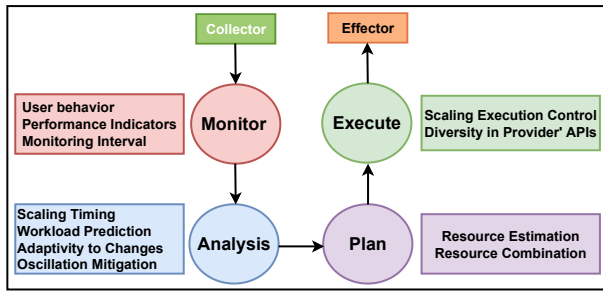 Collector
Effector
User behavior
Performance Indicators
Monitoring Interval
Monitor
Execute
Scaling Execution Control
Diversity in Provider' APIs
Scaling Timing
Workload Prediction
Adaptivity to Changes
Oscillation Mitigation
Analysis
Plan
Resource Estimation
Resource Combination